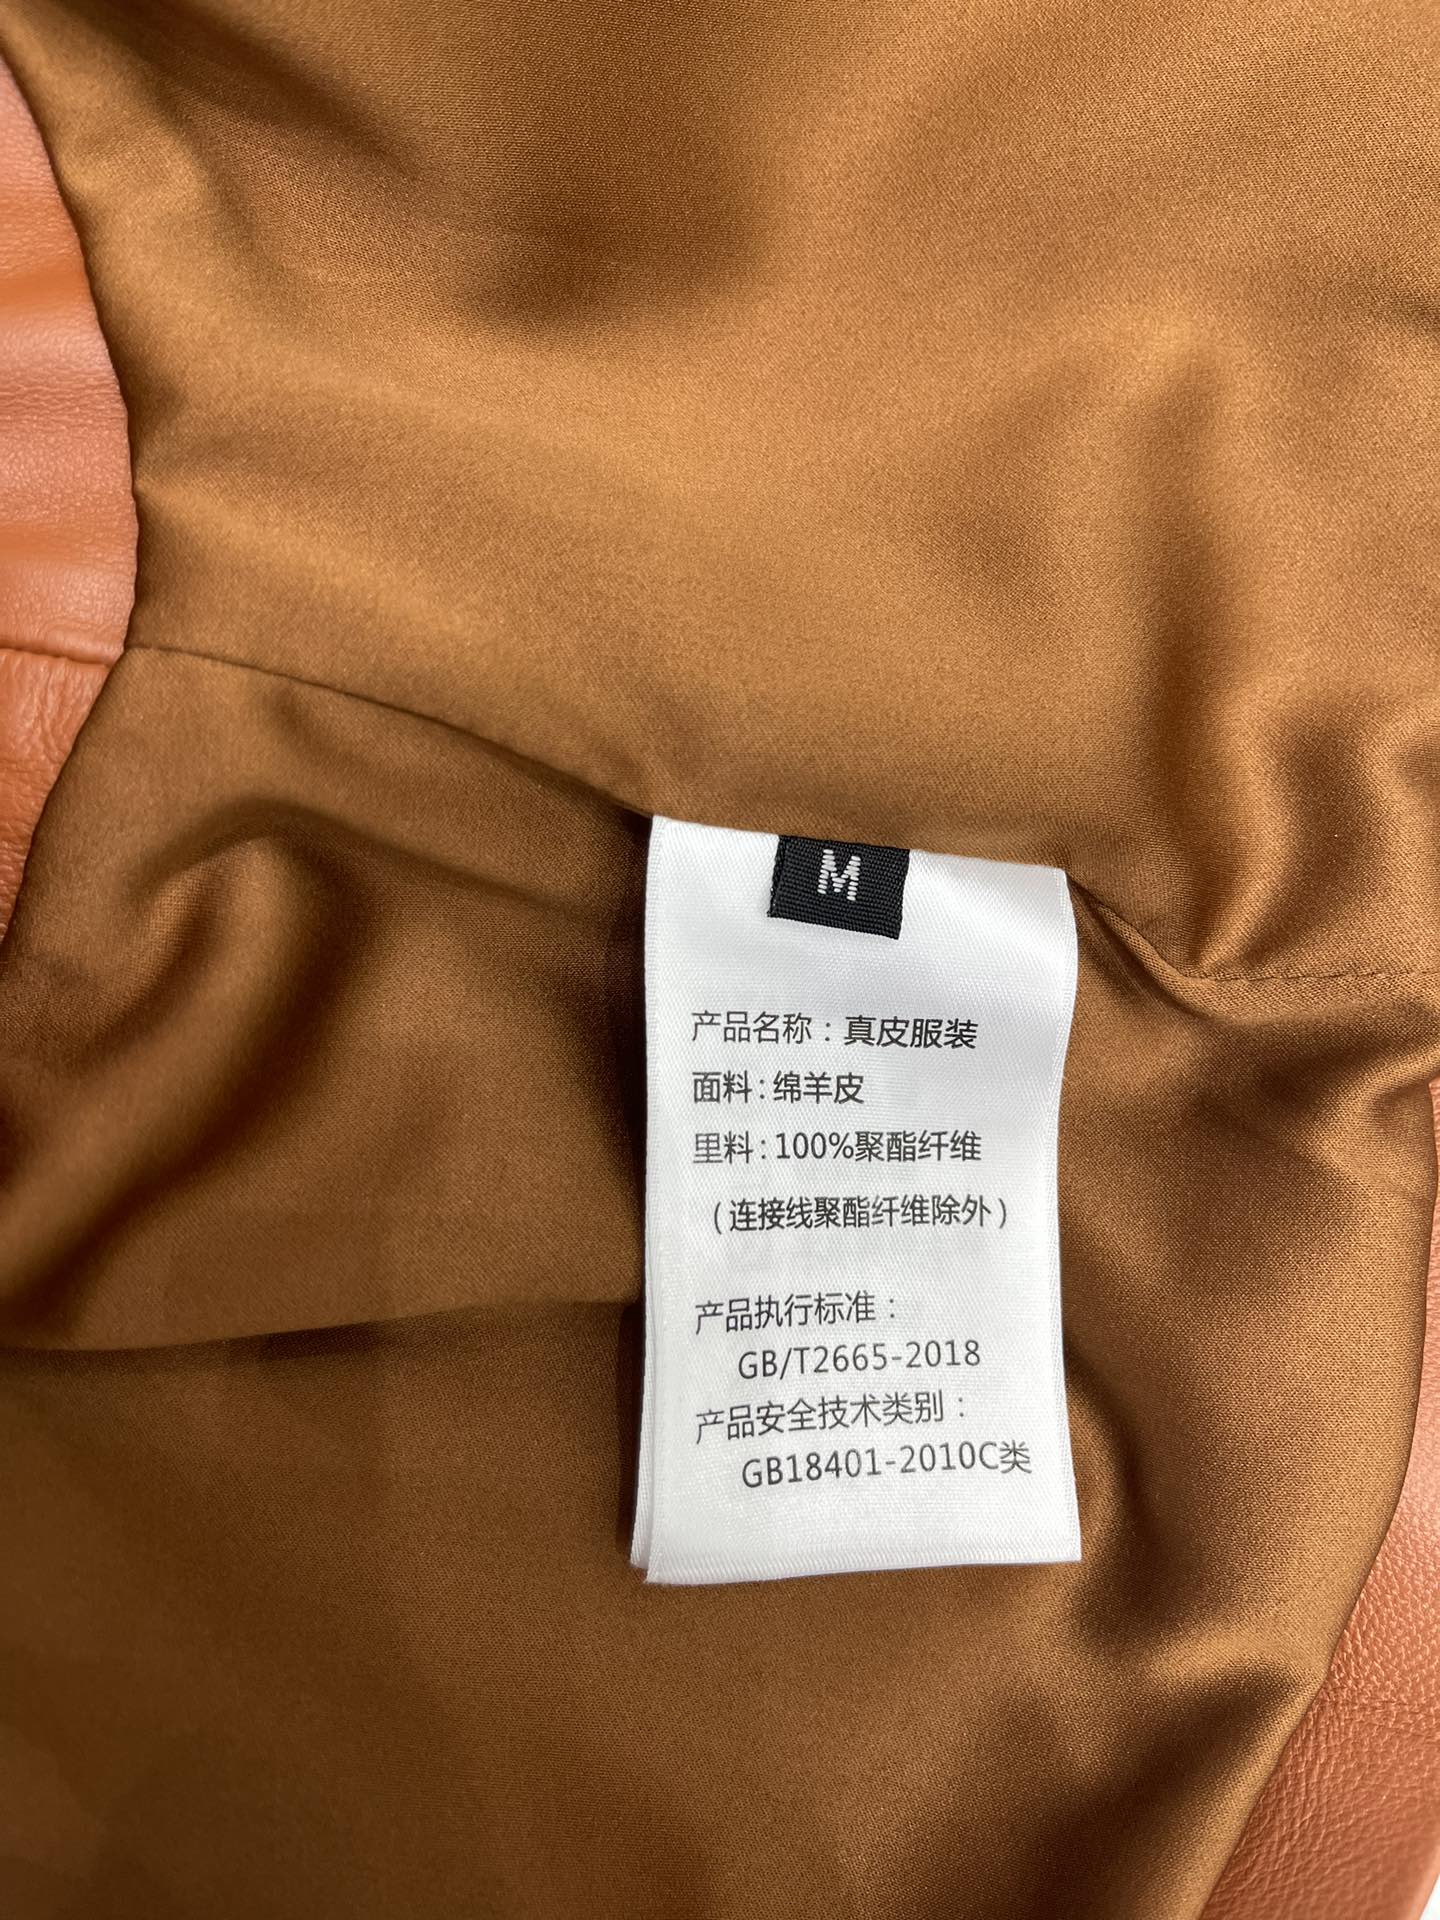 M
产品名称：真皮服装
面料：绵羊皮
里料：100%聚酯纤维
（连接线聚酯纤维除外）
产品执行标准：
GB/T2665-2018
产品安全技术类别：
GB18401-2010C类